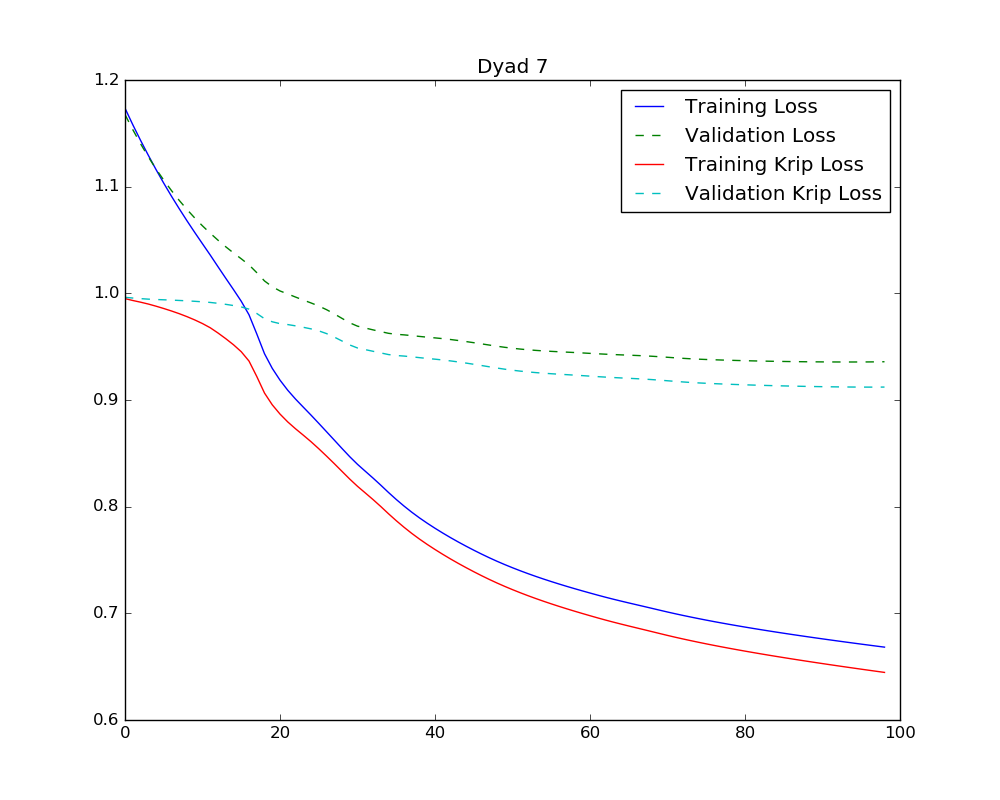 Dyad 7
1.2
1.1
1.0
0.9
0.8
0.7
0.6
0 20 40 60 80 100
Training Loss
Validation Loss
Training Krip Loss
Validation Krip Loss